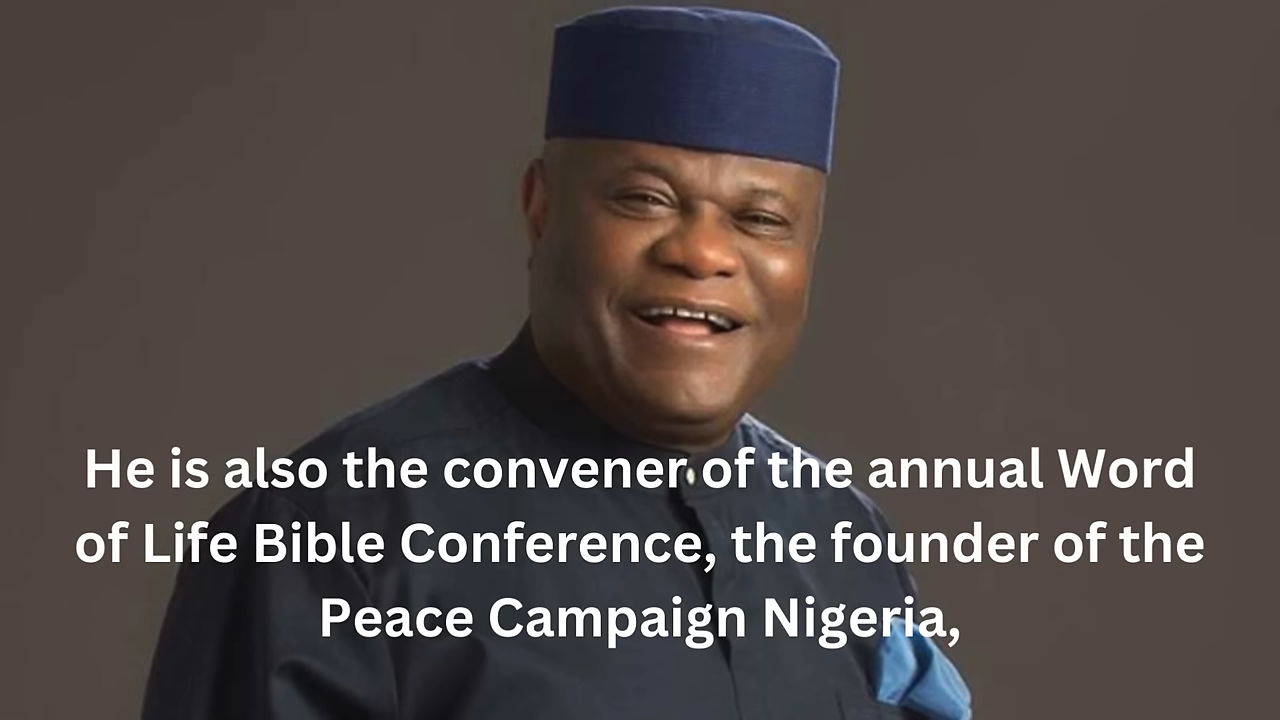 He is also the convener of the annual Word
of Life Bible Conference, the founder of the
Peace Campaign Nigeria,